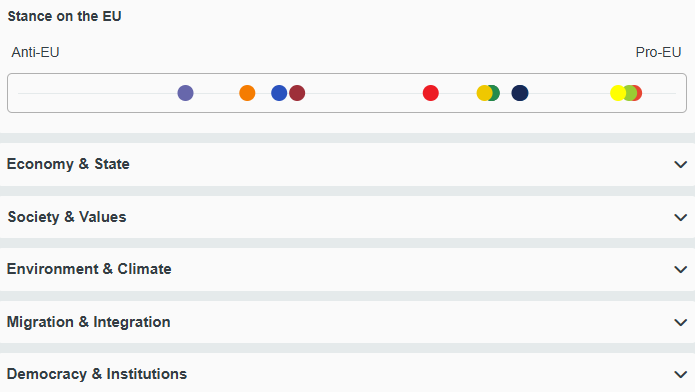 Stance on the EU
Anti-EU Pro-EU
Economy & State
Society & Values
Environment & Climate
Migration & Integration
Democracy & Institutions